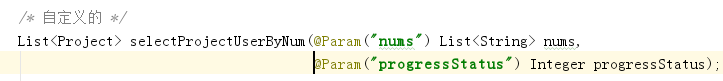 /* 自定义的 */
List<Project> selectProjectUserByNum(@Param("nums") List<String> nums,
@Param("progressStatus") Integer progressStatus);